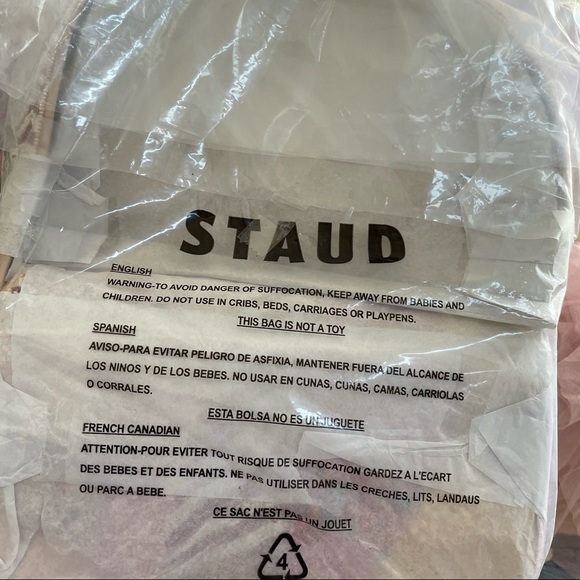 STAUD
ENGLISH
WARNING-TO AVOID DANGER OF SUFFOCATION, KEEP AWAY FROM BABIES AND
CHILDREN. DO NOT USE IN CRIBS, BEDS, CARRIAGES OR PLAYPENS.
THIS BAG IS NOT A TOY
SPANISH
AVISO-PARA EVITAR PELIGRO DE ASFIXIA, MANTENER FUERA DEL ALCANCE DE
LOS NINOS Y DE LOS BEBES. NO USAR EN CUNAS, CUNAS, CAMAS, CARRIOLAS
O CORRALES.
ESTA BOLSA NO ES UN JUGUETE
FRENCH CANADIAN
ATTENTION-POUR EVITER TOUT RISQUE DE SUFFOCATION GARDEZ A L'ECART
DES BEBES ET DES ENFANTS. NE PAS UTILISER DANS LES CRECHES, LITS, LANDAUS
OU PARC A BEBE.
CE SAC N'EST PAS UN JOUET
4